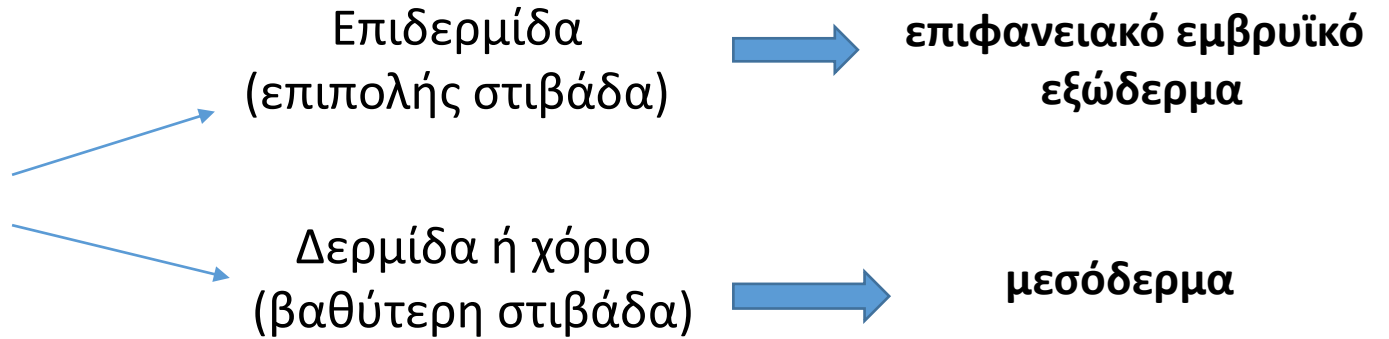 Επιδερμίδα
(επιπολής στιβάδα)
επιφανειακό εμβρυϊκό
εξώδερμα
Δερμίδα ή χόριο
(βαθύτερη στιβάδα)
μεσόδερμα